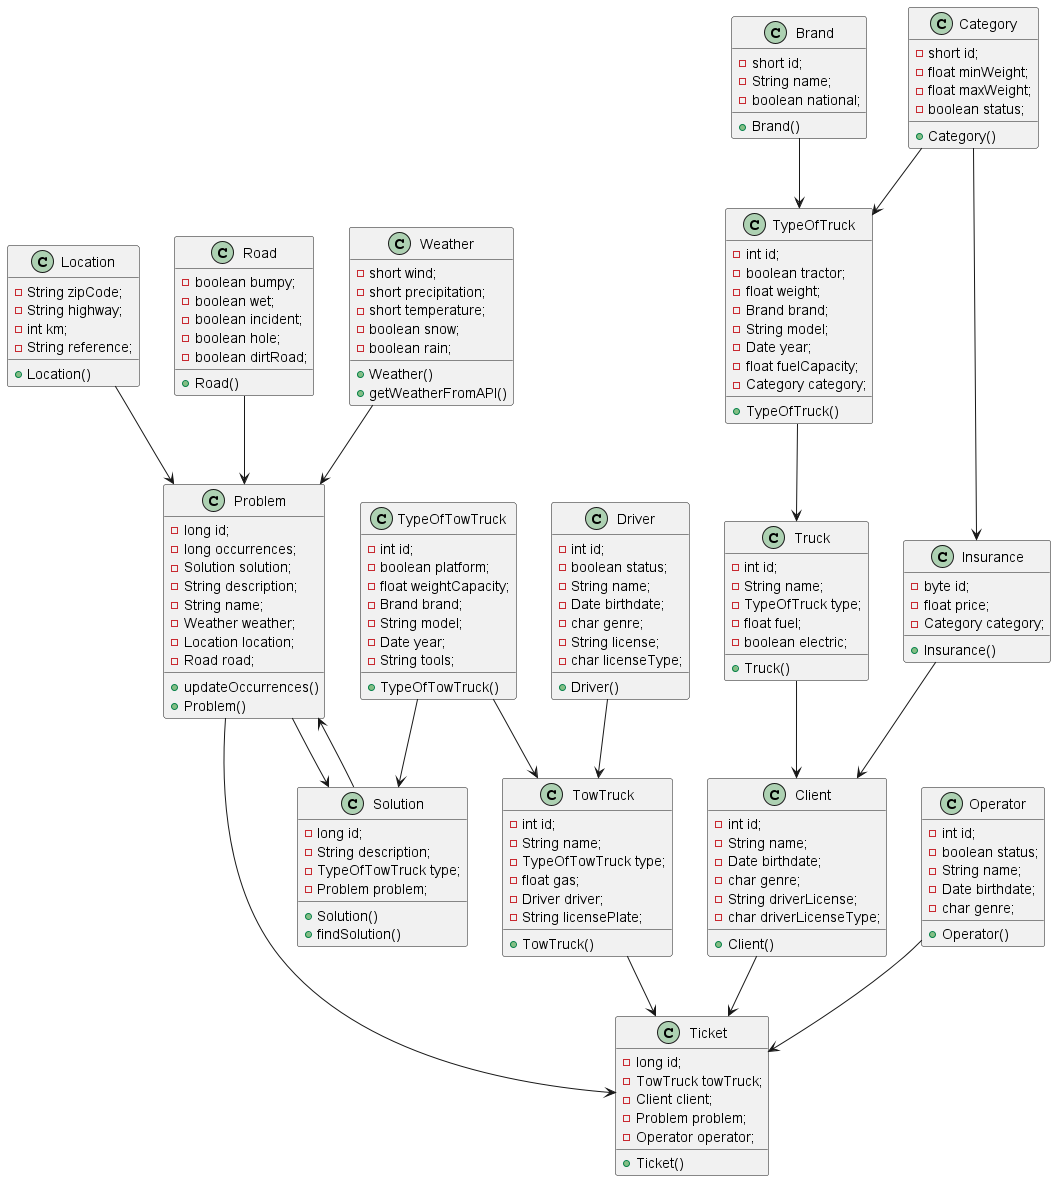 C Brand
short id;
String name;
boolean national;
Brand()
C Category
short id;
float minWeight;
float maxWeight;
boolean status;
Category()
C Location
String zipCode;
String highway;
int km;
String reference;
Location()
C Road
boolean bumpy;
boolean wet;
boolean incident;
boolean hole;
boolean dirtRoad;
Road()
C Weather
short wind;
short precipitation;
short temperature;
boolean snow;
boolean rain;
Weather()
getWeatherFromAPI()
C TypeOfTruck
int id;
boolean tractor;
float weight;
Brand brand;
String model;
Date year;
float fuelCapacity;
Category category;
TypeOfTruck()
C Problem
long id;
long occurrences;
Solution solution;
String description;
String name;
Weather weather;
Location location;
Road road;
updateOccurrences()
Problem()
C TypeOfTowTruck
int id;
boolean platform;
float weightCapacity;
Brand brand;
String model;
Date year;
String tools;
TypeOfTowTruck()
C Driver
int id;
boolean status;
String name;
Date birthdate;
char genre;
String license;
char licenseType;
Driver()
C Truck
int id;
String name;
TypeOfTruck type;
float fuel;
boolean electric;
Truck()
C Insurance
byte id;
float price;
Category category;
Insurance()
C Solution
long id;
String description;
TypeOfTowTruck type;
Problem problem;
Solution()
findSolution()
C TowTruck
int id;
String name;
TypeOfTowTruck type;
float gas;
Driver driver;
String licensePlate;
TowTruck()
C Client
int id;
String name;
Date birthdate;
char genre;
String driverLicense;
char driverLicenseType;
Client()
C Operator
int id;
boolean status;
String name;
Date birthdate;
char genre;
Operator()
C Ticket
long id;
TowTruck towTruck;
Client client;
Problem problem;
Operator operator;
Ticket()